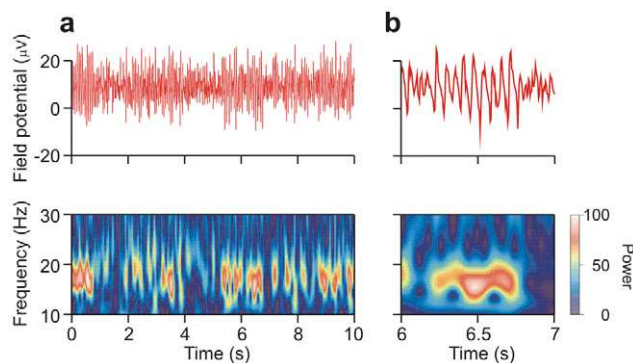 a
b
Field potential (μV)
20
0
-20
Frequency (Hz)
30
20
10
0 2 4 6 8 10
Time (s)
6 6.5 7
Time (s)
100
50
0
Power